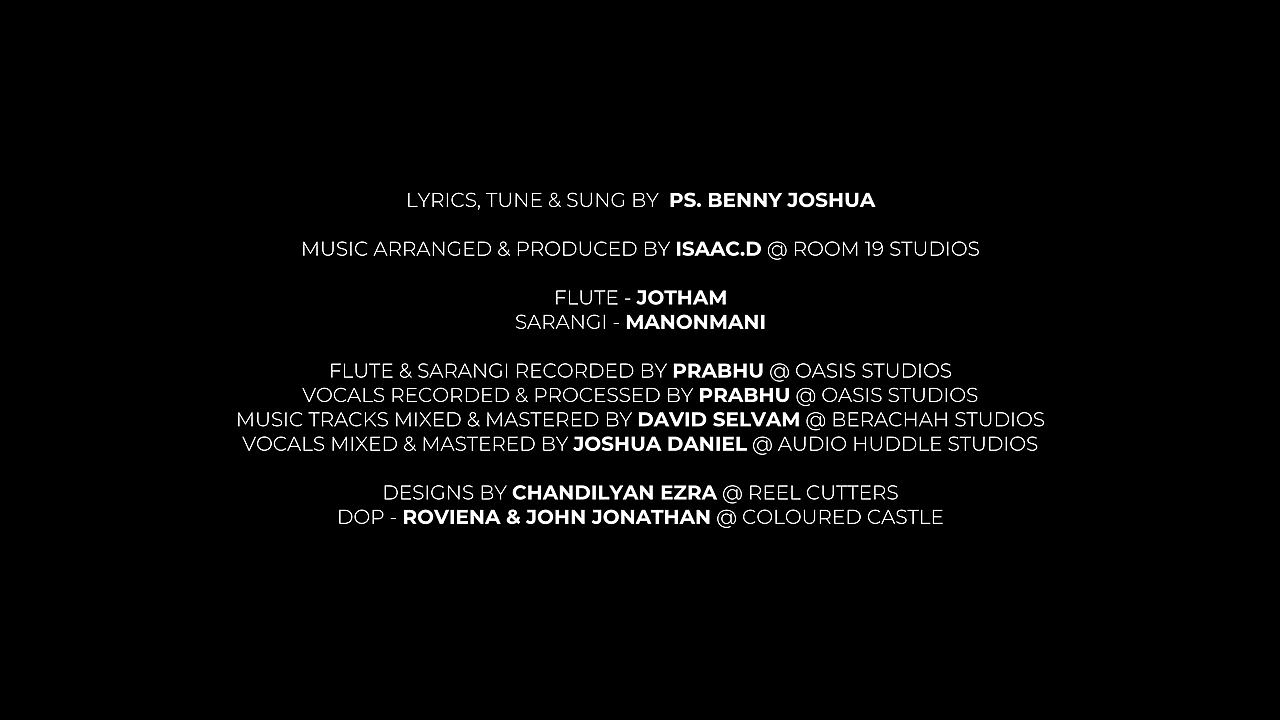 LYRICS, TUNE & SUNG BY PS. BENNY JOSHUA
MUSIC ARRANGED & PRODUCED BY ISAAC.D @ ROOM 19 STUDIOS
FLUTE - JOTHAM
SARANGI - MANONMANI
FLUTE & SARANGI RECORDED BY PRABHU @ OASIS STUDIOS
VOCALS RECORDED & PROCESSED BY PRABHU @ OASIS STUDIOS
MUSIC TRACKS MIXED & MASTERED BY DAVID SELVAM @ BERACHAH STUDIOS
VOCALS MIXED & MASTERED BY JOSHUA DANIEL @ AUDIO HUDDLE STUDIOS
DESIGNS BY CHANDILYAN EZRA @ REEL CUTTERS
DOP - ROVIENA & JOHN JONATHAN @ COLOURED CASTLE